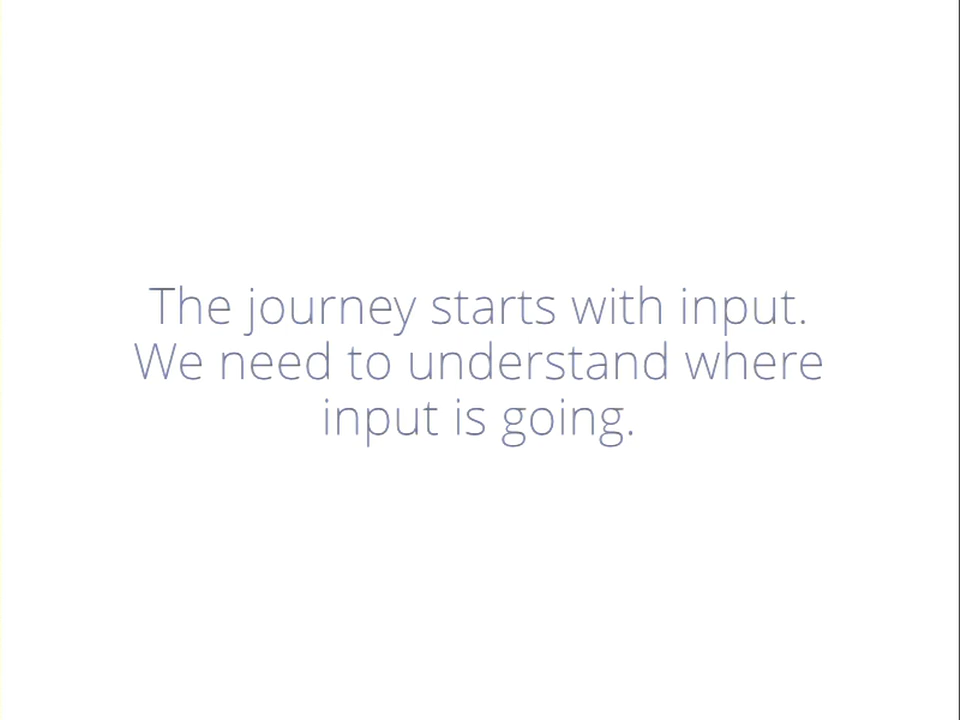 The journey starts with input.
We need to understand where
input is going.